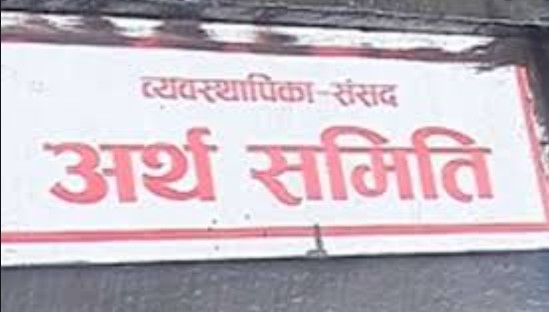 व्यवस्थापिका-संसद
अर्थ समिति